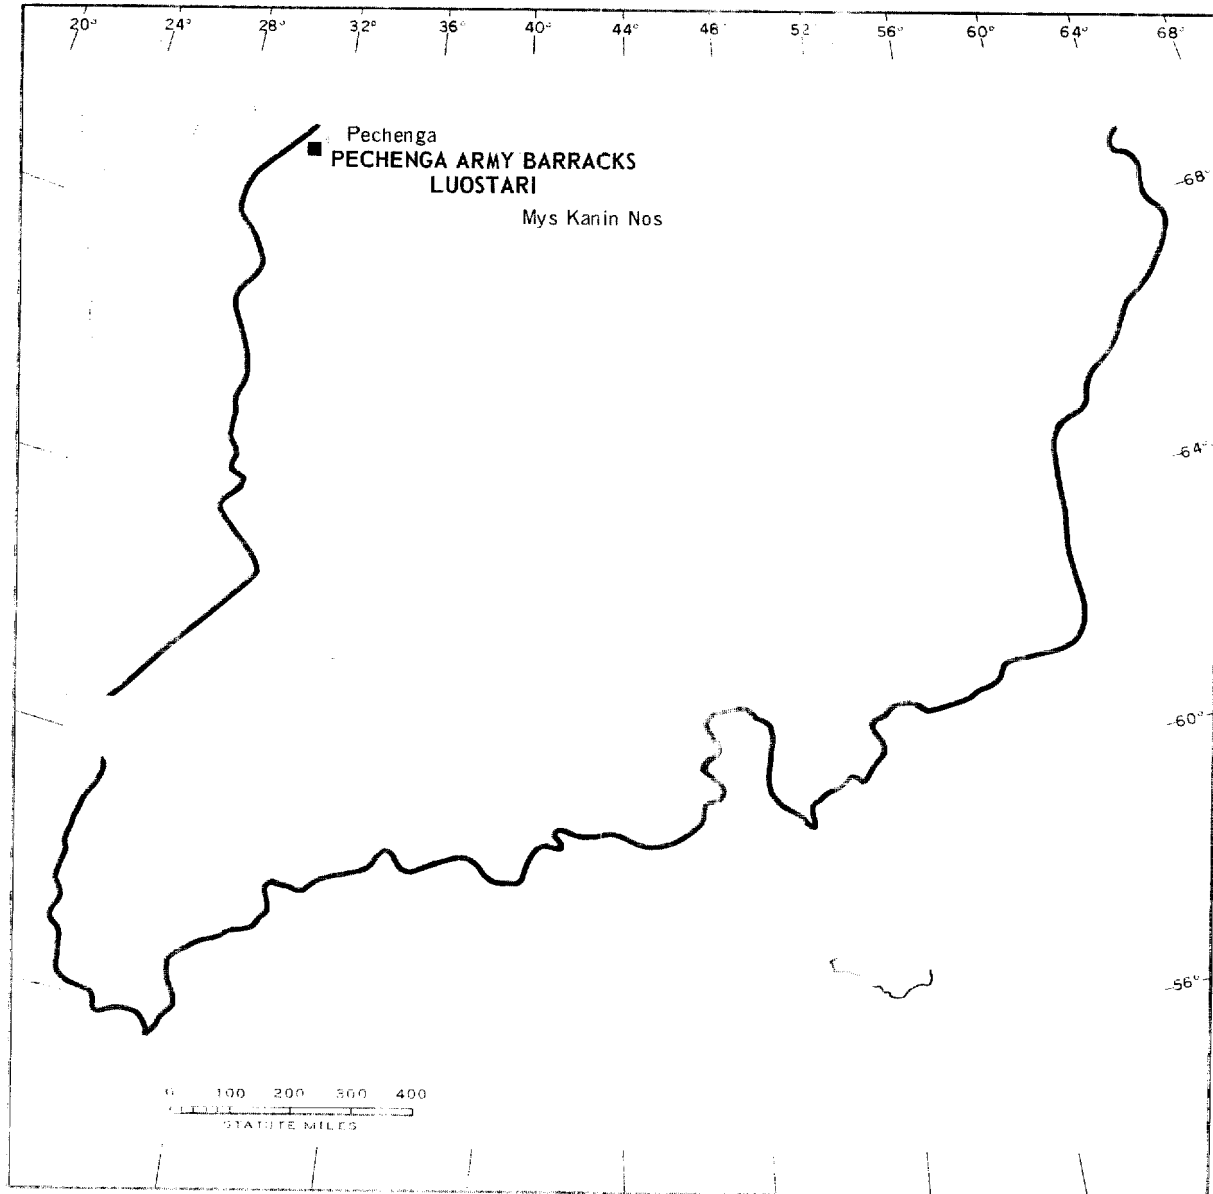 20° 24° 28° 32° 36° 40° 44° 48° 52° 56° 60° 64° 68°
Pechenga
PECHENGA ARMY BARRACKS
LUOSTARI
68°
Mys Kanin Nos
64°
60°
56°
0 100 200 300 400
STATUTE MILES